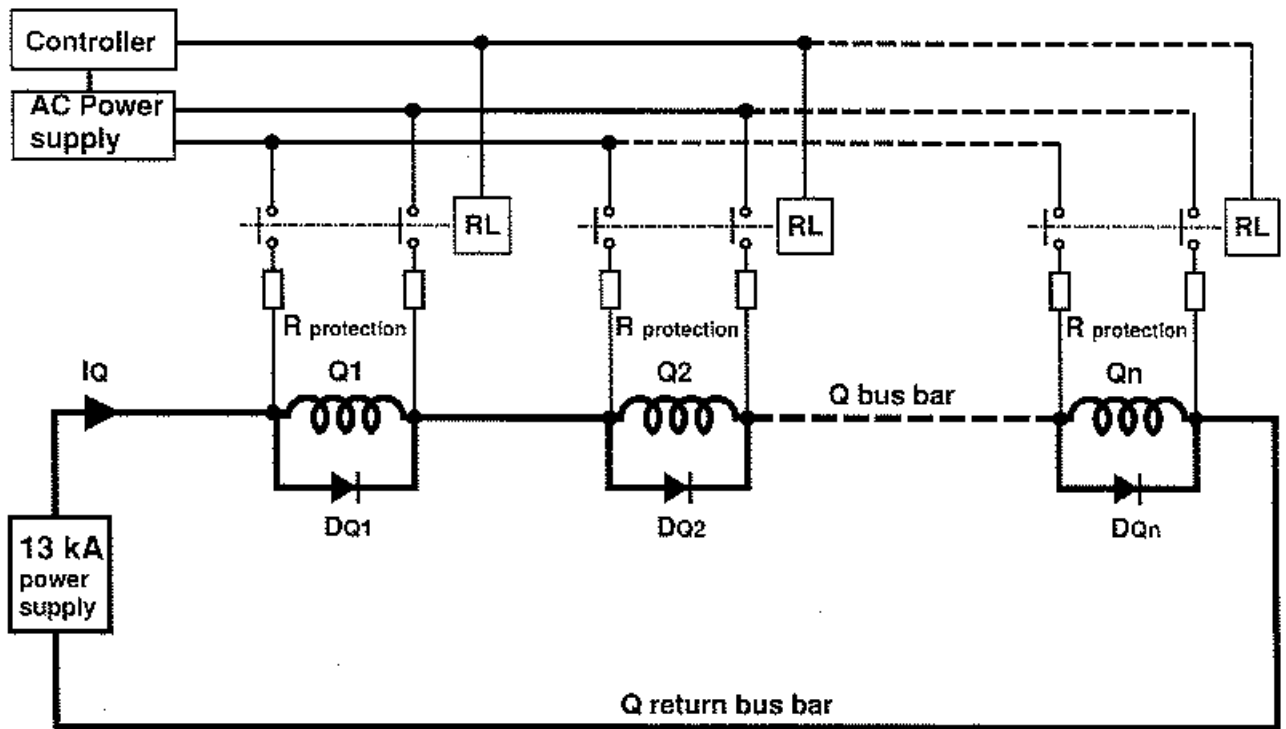 Controller
AC Power
supply
RL
RL
RL
R protection
R protection
R protection
IQ
Q1
Q2
Q bus bar
Qn
DQ1
DQ2
DQn
13 kA
power
supply
Q return bus bar